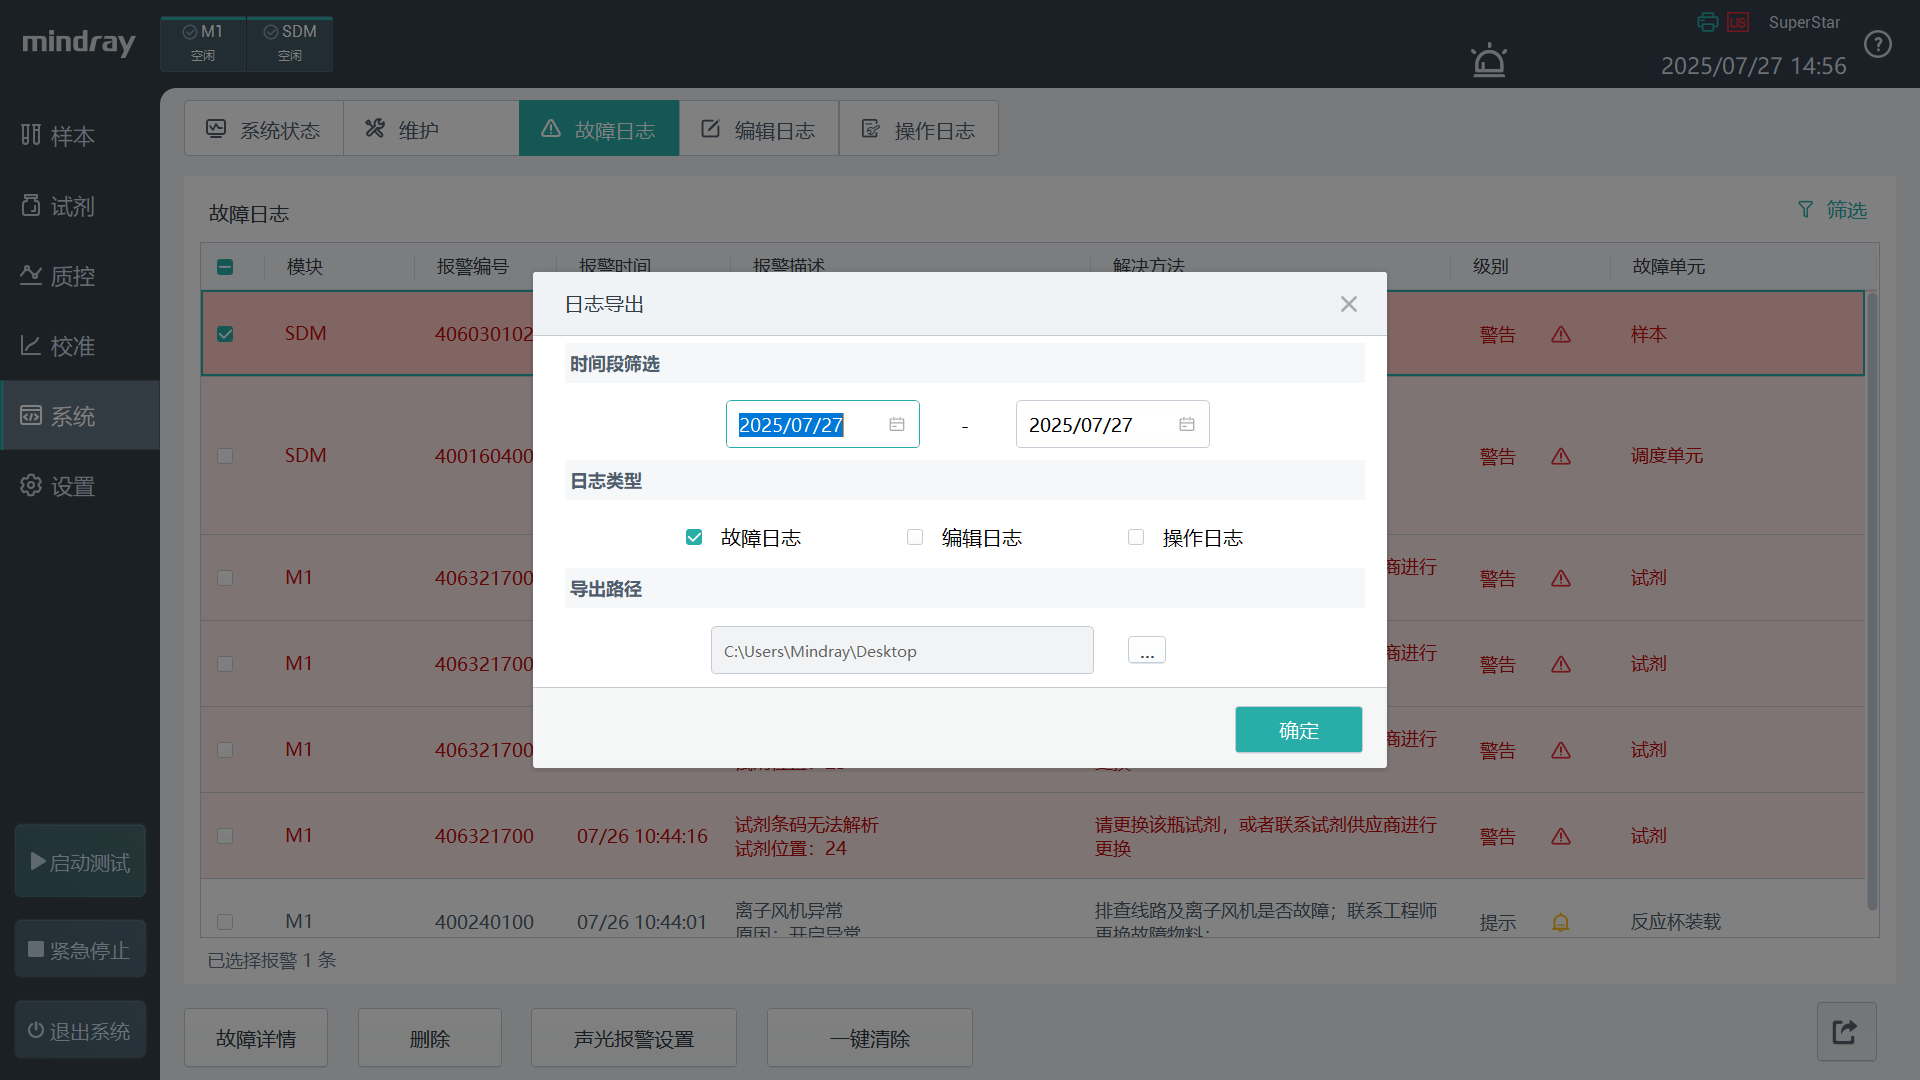 mindray
M1
空闲
SDM
空闲
LIS
SuperStar
2025/07/27 14:56
样本
试剂
质控
校准
系统
设置
启动测试
紧急停止
退出系统
系统状态
维护
故障日志
编辑日志
操作日志
故障日志
筛选
模块
报警编号
报警时间
报警描述
解决方法
级别
故障单元
SDM
406030102
警告
样本
SDM
400160400
警告
调度单元
M1
406321700
商进行
警告
试剂
M1
406321700
商进行
警告
试剂
M1
406321700
商进行
警告
试剂
M1
406321700
07/26 10:44:16
试剂条码无法解析
试剂位置：24
请更换该瓶试剂，或者联系试剂供应商进行
更换
警告
试剂
M1
400240100
07/26 10:44:01
离子风机异常
原因：开启异常
排查线路及离子风机是否故障；联系工程师
更换故障物料；
提示
反应杯装载
已选择报警 1 条
故障详情
删除
声光报警设置
一键清除
日志导出
时间段筛选
2025/07/27
-
2025/07/27
日志类型
故障日志
编辑日志
操作日志
导出路径
C:\Users\Mindray\Desktop
...
确定